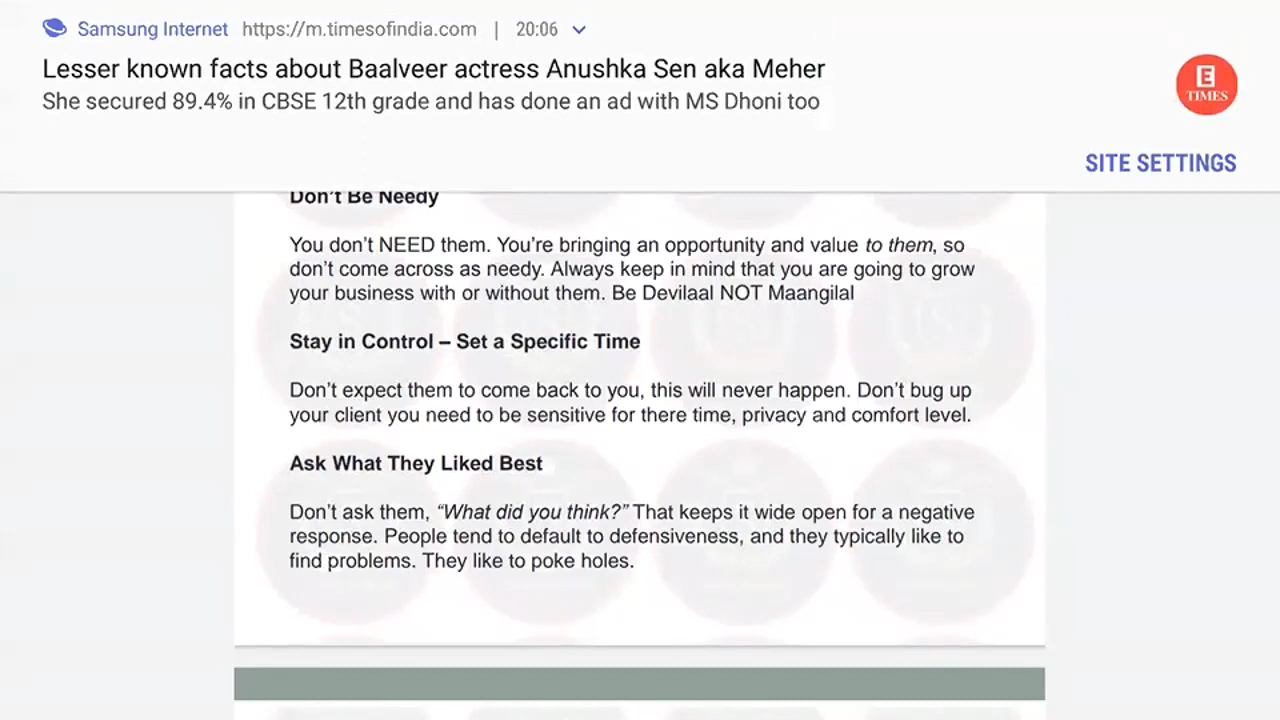 Samsung Internet https://m.timesofindia.com | 20:06
Lesser known facts about Baalveer actress Anushka Sen aka Meher
She secured 89.4% in CBSE 12th grade and has done an ad with MS Dhoni too
E
TIMES
SITE SETTINGS
Don't Be Needy
You don't NEED them. You're bringing an opportunity and value to them, so
don't come across as needy. Always keep in mind that you are going to grow
your business with or without them. Be Devilaal NOT Maangilal
Stay in Control – Set a Specific Time
Don't expect them to come back to you, this will never happen. Don't bug up
your client you need to be sensitive for there time, privacy and comfort level.
Ask What They Liked Best
Don't ask them, “What did you think?” That keeps it wide open for a negative
response. People tend to default to defensiveness, and they typically like to
find problems. They like to poke holes.